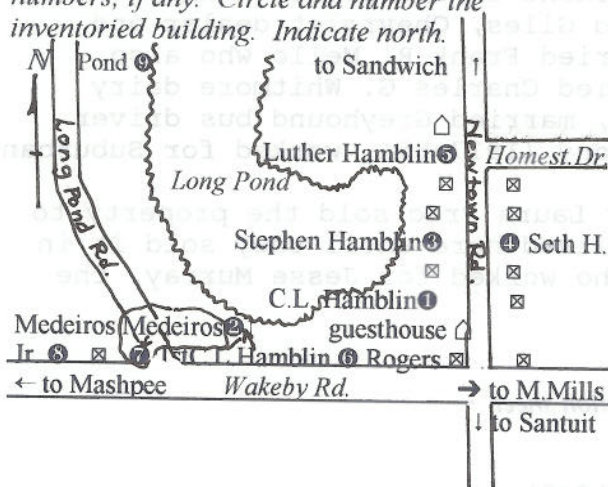 numbers, if any. Circle and number the
inventoried building. Indicate north.
N Pond 9 to Sandwich ↑
Long Pond Rd.
Newtown Rd.
Luther Hamblin 5 Homest. Dr.
Long Pond
Stephen Hamblin 3 4 Seth H.
C.L. Hamblin 1
Medeiros Medeiros 2 guesthouse
Jr. 8 7 C.L. Hamblin 6 Rogers
← to Mashpee Wakeby Rd. → to M.Mills
↓ to Santuit